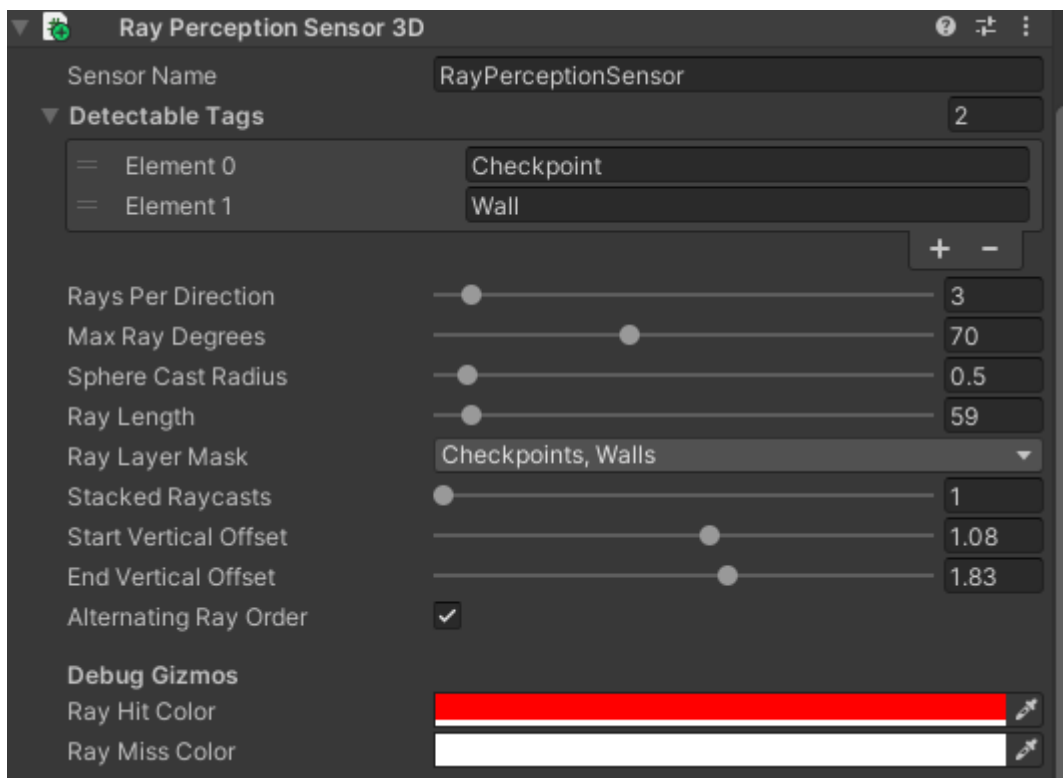 Ray Perception Sensor 3D
Sensor Name RayPerceptionSensor
Detectable Tags 2
Element 0 Checkpoint
Element 1 Wall
Rays Per Direction 3
Max Ray Degrees 70
Sphere Cast Radius 0.5
Ray Length 59
Ray Layer Mask Checkpoints, Walls
Stacked Raycasts 1
Start Vertical Offset 1.08
End Vertical Offset 1.83
Alternating Ray Order
Debug Gizmos
Ray Hit Color
Ray Miss Color